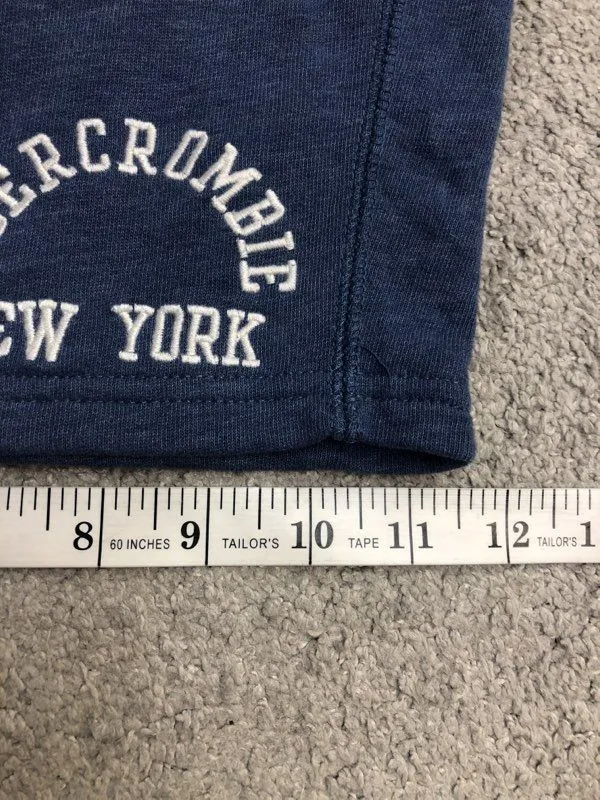 ERCROMBIE
EW YORK
8 60 INCHES 9 TAILOR'S 10 TAPE 11 12 TAILOR'S 1